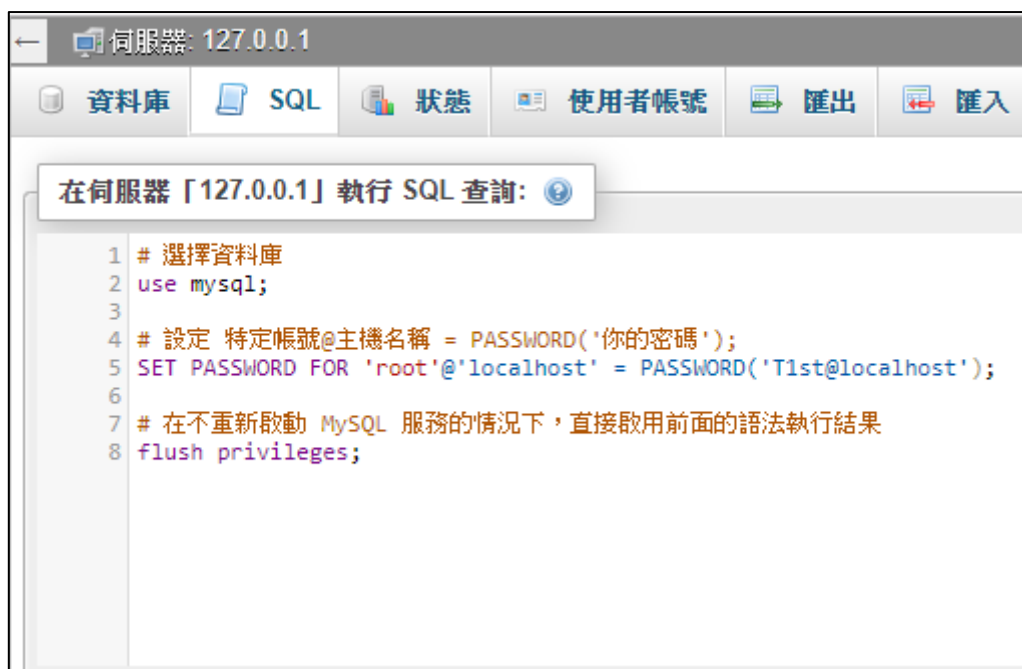 ← 伺服器: 127.0.0.1
資料庫 SQL 狀態 使用者帳號 匯出 匯入
在伺服器「127.0.0.1」執行 SQL 查詢:
1 # 選擇資料庫
2 use mysql;
3
4 # 設定 特定帳號@主機名稱 = PASSWORD('你的密碼');
5 SET PASSWORD FOR 'root'@'localhost' = PASSWORD('T1st@localhost');
6
7 # 在不重新啟動 MySQL 服務的情況下，直接啟用前面的語法執行結果
8 flush privileges;